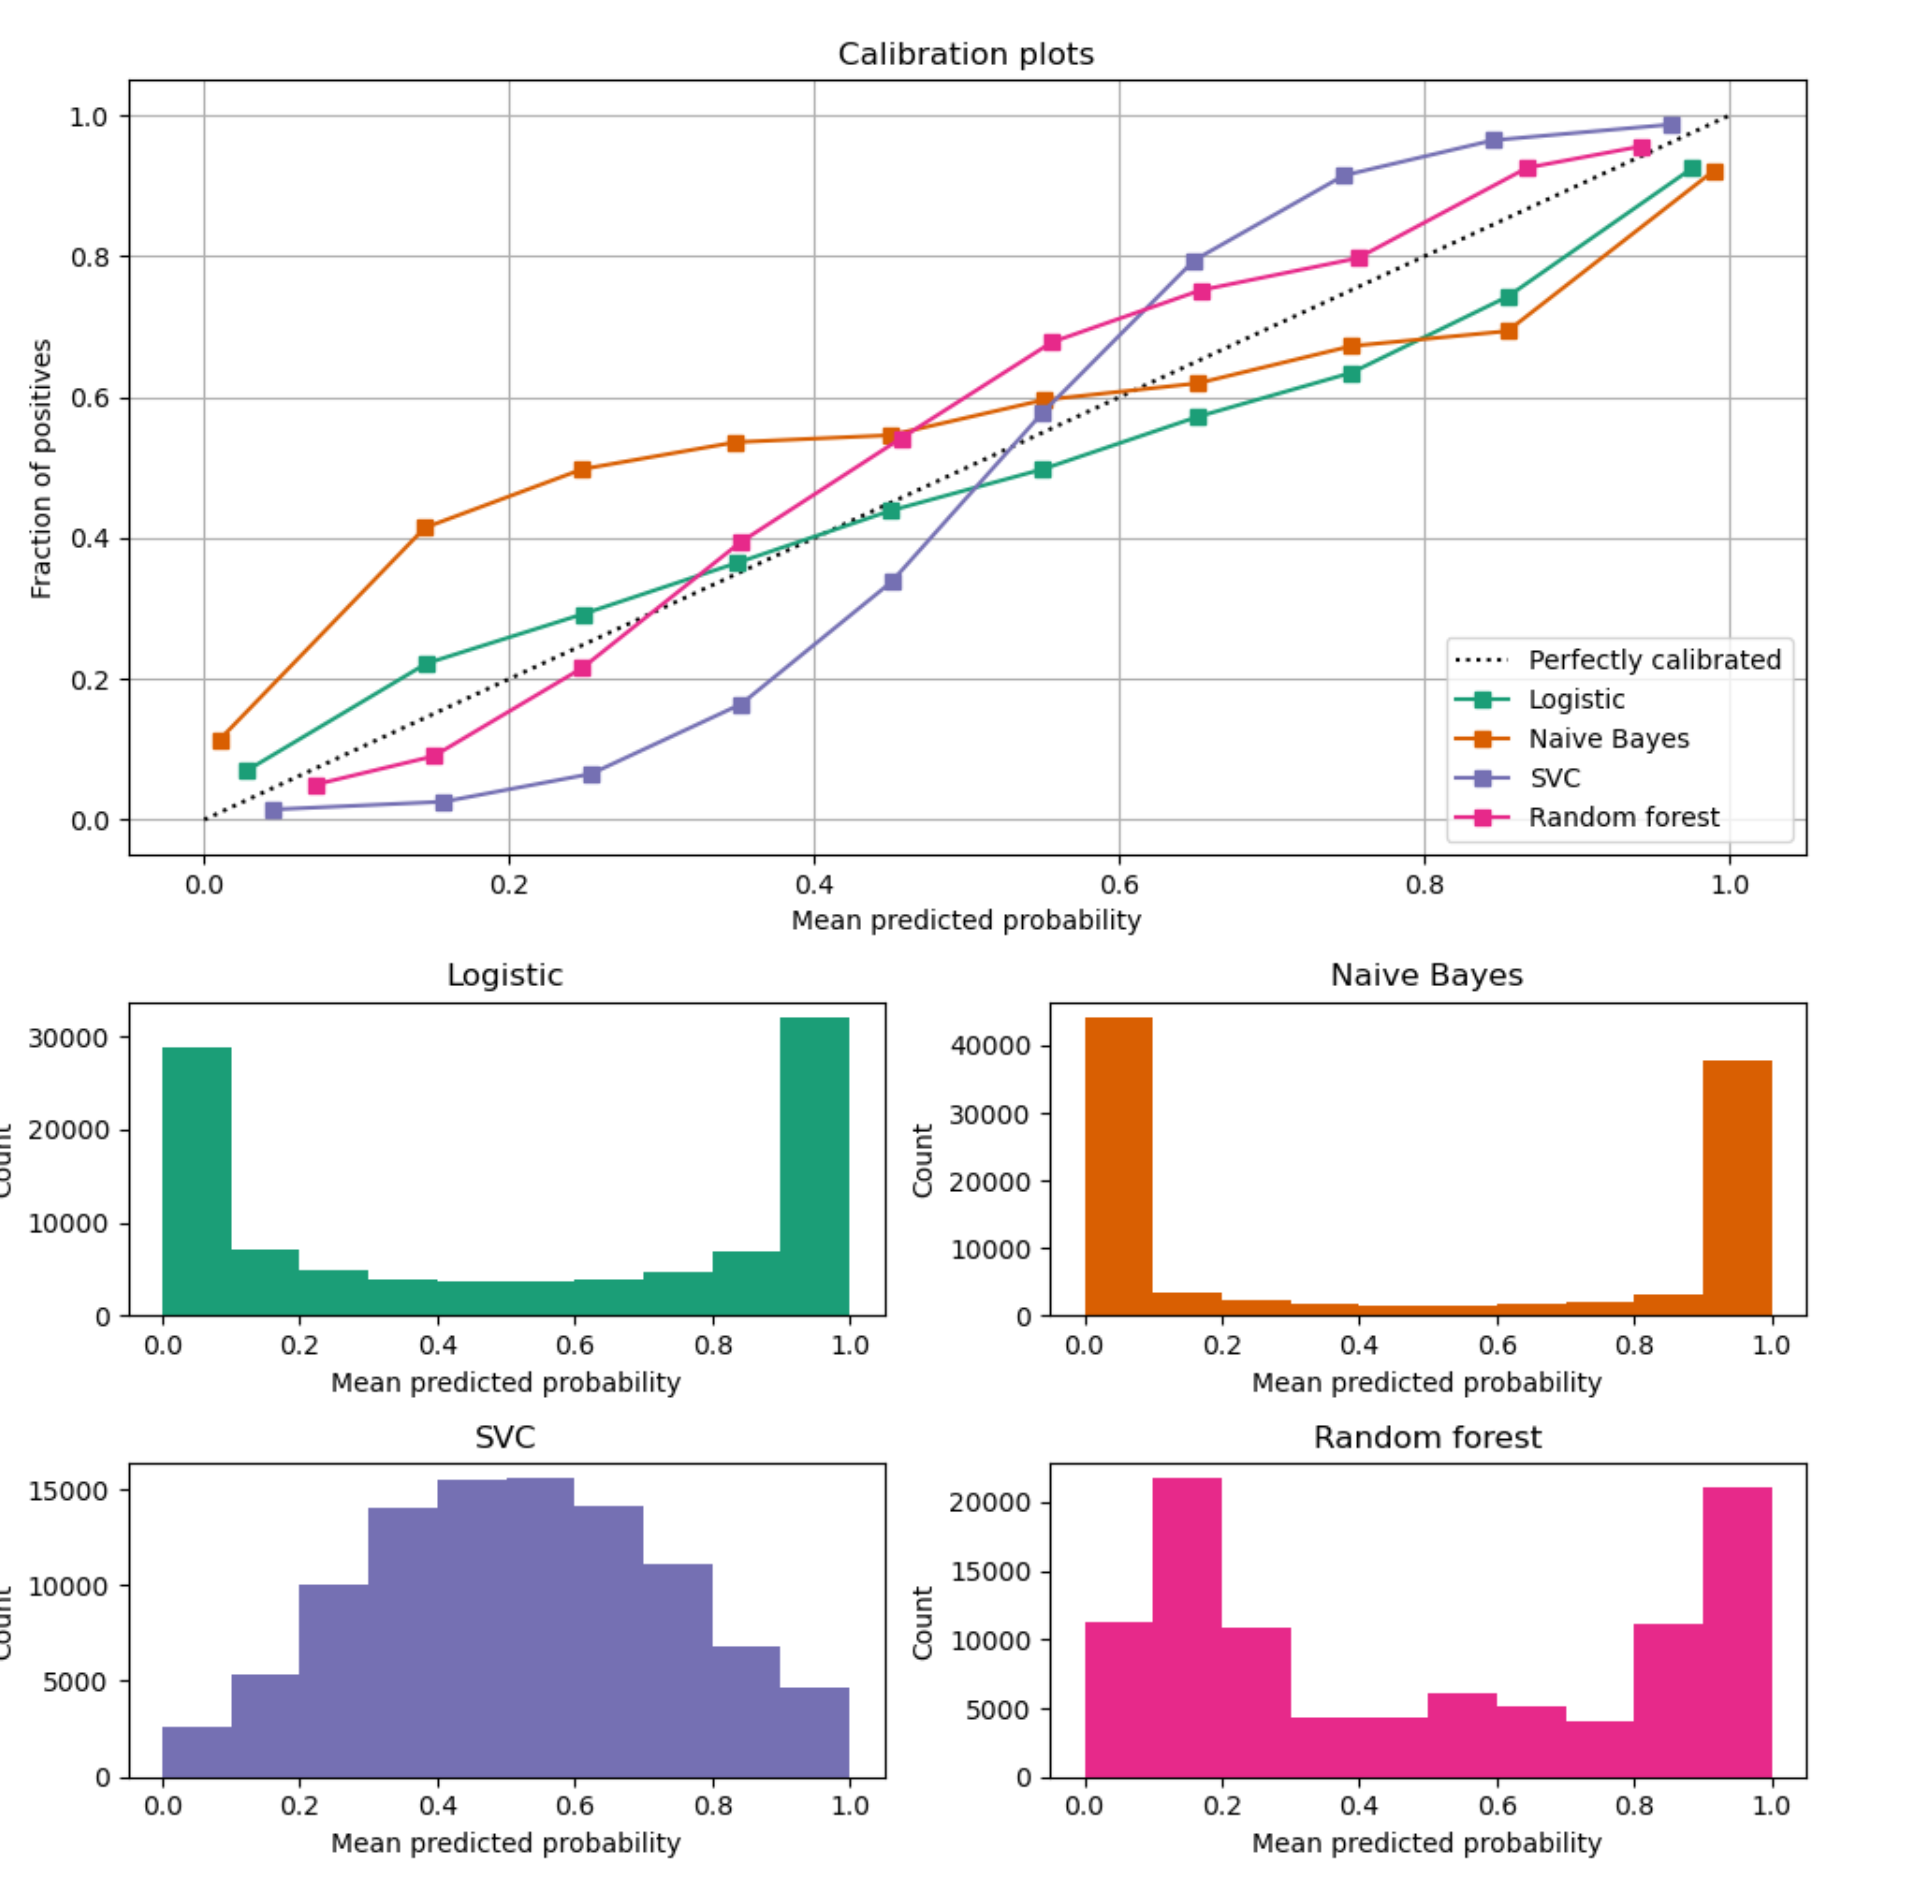 Calibration plots
1.0
0.8
0.6
0.4
0.2
0.0
Fraction of positives
Perfectly calibrated
Logistic
Naive Bayes
SVC
Random forest
0.0 0.2 0.4 0.6 0.8 1.0
Mean predicted probability
Logistic
30000
20000
10000
0
Count
0.0 0.2 0.4 0.6 0.8 1.0
Mean predicted probability
Naive Bayes
40000
30000
20000
10000
0
Count
0.0 0.2 0.4 0.6 0.8 1.0
Mean predicted probability
SVC
15000
10000
5000
0
Count
0.0 0.2 0.4 0.6 0.8 1.0
Mean predicted probability
Random forest
20000
15000
10000
5000
0
Count
0.0 0.2 0.4 0.6 0.8 1.0
Mean predicted probability